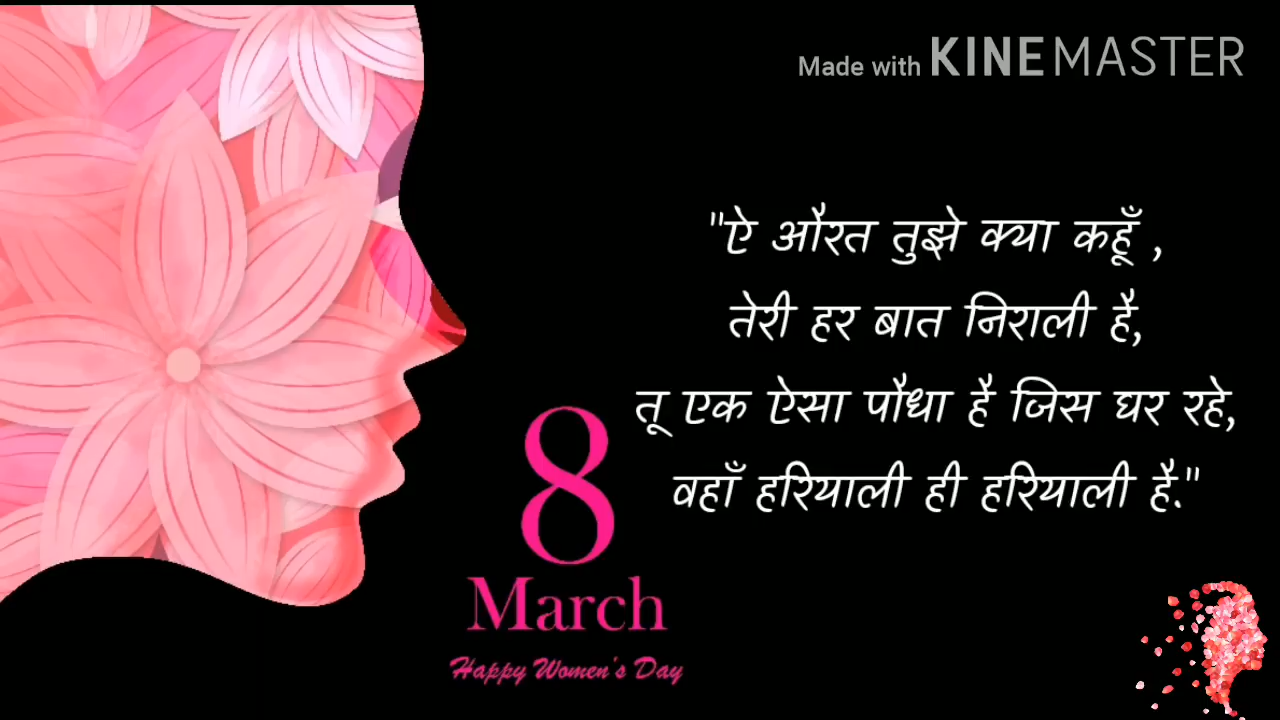 Made with KINEMASTER
"ऐ औरत तुझे क्या कहूँ ,
तेरी हर बात निराली है,
तू एक ऐसा पौधा है जिस घर रहे,
वहाँ हरियाली ही हरियाली है."
8
March
Happy Women's Day